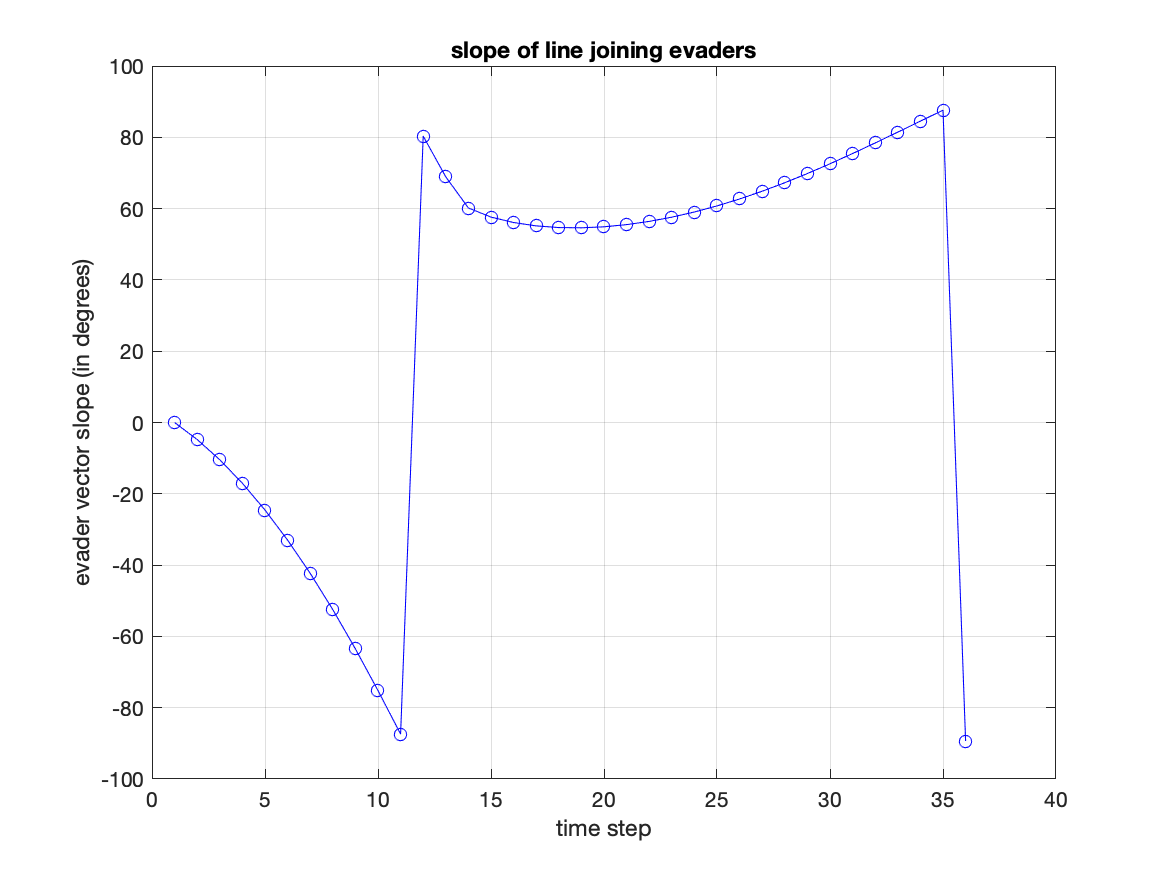 slope of line joining evaders
100
80
60
40
20
0
-20
-40
-60
-80
-100
evader vector slope (in degrees)
0 5 10 15 20 25 30 35 40
time step